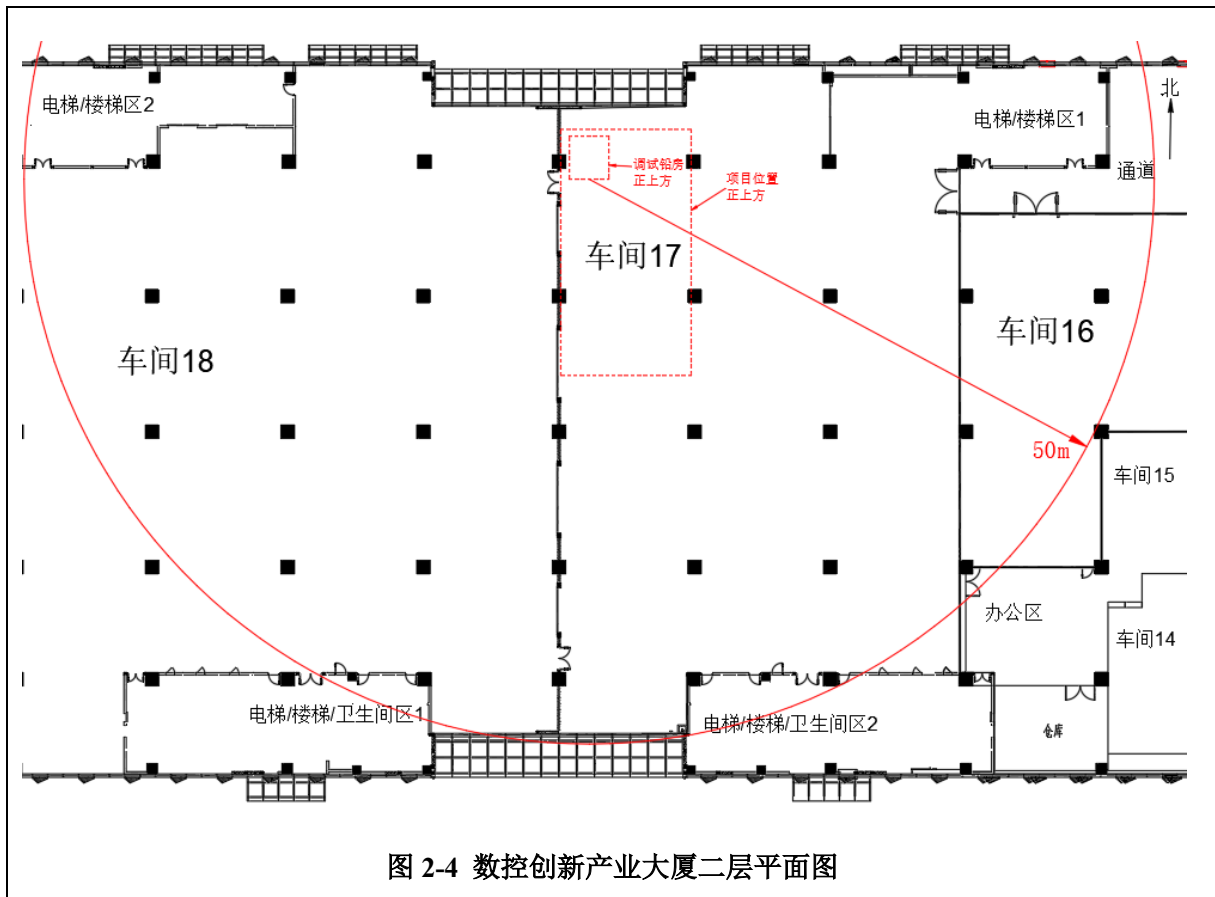 电梯/楼梯区2
电梯/楼梯区1
北
调试铅房
正上方
项目位置
正上方
通道
车间17
车间16
车间18
50m
车间15
办公区
车间14
电梯/楼梯/卫生间区1
电梯/楼梯/卫生间区2
仓库
图 2-4 数控创新产业大厦二层平面图